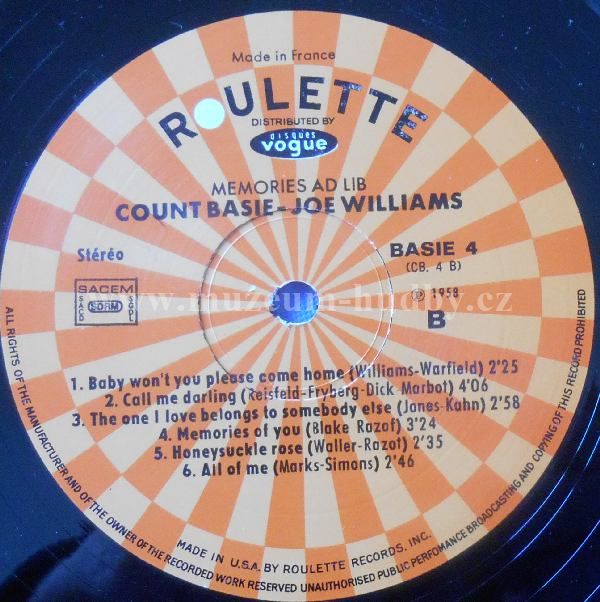 Made in France
ROULETTE
DISTRIBUTED BY
disques
vogue
MEMORIES AD LIB
COUNT BASIE - JOE WILLIAMS
Stéréo
BASIE 4
(CB. 4 B)
SACEM
SACD
SDRM
SGDL
℗ 1958
B
www.muzeum-hudby.cz
1. Baby won't you please come home (Williams-Warfield) 2'25
2. Call me darling (Reisfeld-Fryberg-Dick Marbot) 4'06
3. The one I love belongs to somebody else (Jones-Kahn) 2'58
4. Memories of you (Blake Razof) 3'24
5. Honeysuckle rose (Waller-Razof) 2'35
6. All of me (Marks-Simons) 2'46
MADE IN U.S.A. BY ROULETTE RECORDS, INC.
ALL RIGHTS OF THE MANUFACTURER AND OF THE OWNER OF THE RECORDED WORK RESERVED UNAUTHORISED PUBLIC PERFOMANCE BROADCASTING AND COPYING OF THIS RECORD PROHIBITED